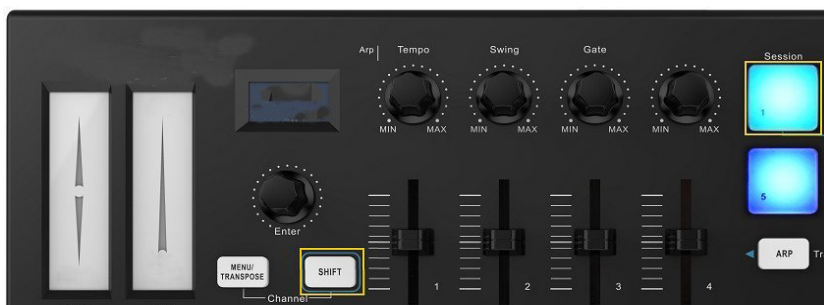 Arp
Tempo
Swing
Gate
Session
MIN MAX
MIN MAX
MIN MAX
MIN MAX
1
5
Enter
MENU/
TRANSPOSE
SHIFT
Channel
1
2
3
4
ARP
Tr